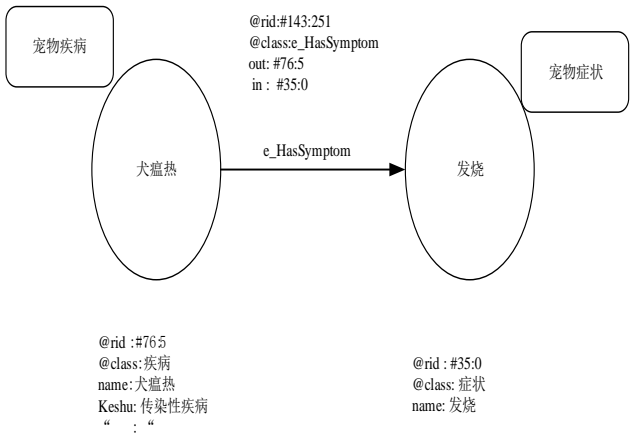 宠物疾病
@rid:#143:251
@class:e_HasSymptom
out: #76:5
in : #35:0
宠物症状
犬瘟热
e_HasSymptom
发烧
@rid :#76:5
@class:疾病
name:犬瘟热
Keshu: 传染性疾病
“ : “
@rid : #35:0
@class: 症状
name: 发烧